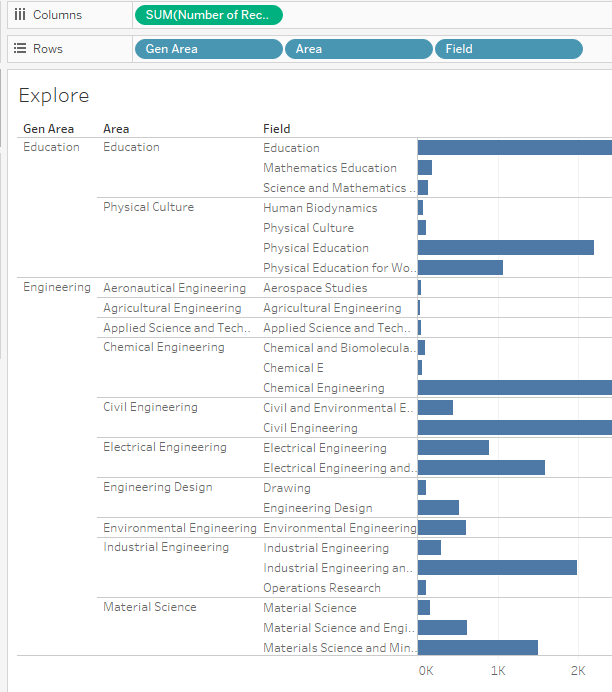 Columns SUM(Number of Rec..
Rows Gen Area Area Field
Explore
Gen Area Area Field
Education Education Education
Mathematics Education
Science and Mathematics ..
Physical Culture Human Biodynamics
Physical Culture
Physical Education
Physical Education for Wo..
Engineering Aeronautical Engineering Aerospace Studies
Agricultural Engineering Agricultural Engineering
Applied Science and Tech.. Applied Science and Tech..
Chemical Engineering Chemical and Biomolecula..
Chemical E
Chemical Engineering
Civil Engineering Civil and Environmental E..
Civil Engineering
Electrical Engineering Electrical Engineering
Electrical Engineering and..
Engineering Design Drawing
Engineering Design
Environmental Engineering Environmental Engineering
Industrial Engineering Industrial Engineering
Industrial Engineering an..
Operations Research
Material Science Material Science
Material Science and Engi..
Materials Science and Min..
0K 1K 2K